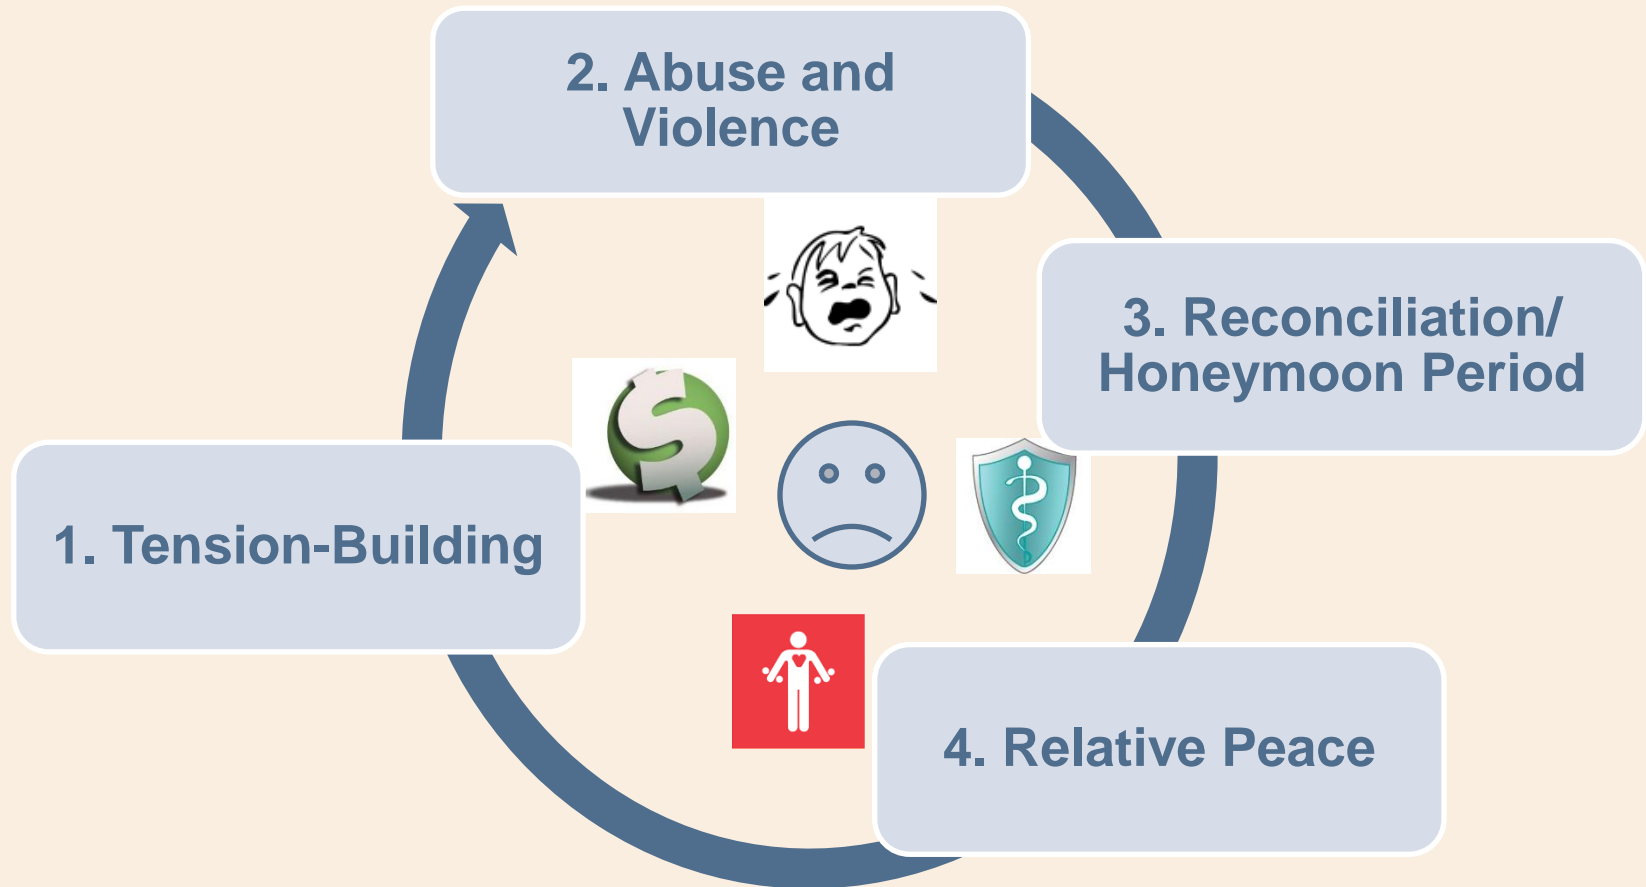 2. Abuse and
Violence
3. Reconciliation/
Honeymoon Period
1. Tension-Building
4. Relative Peace